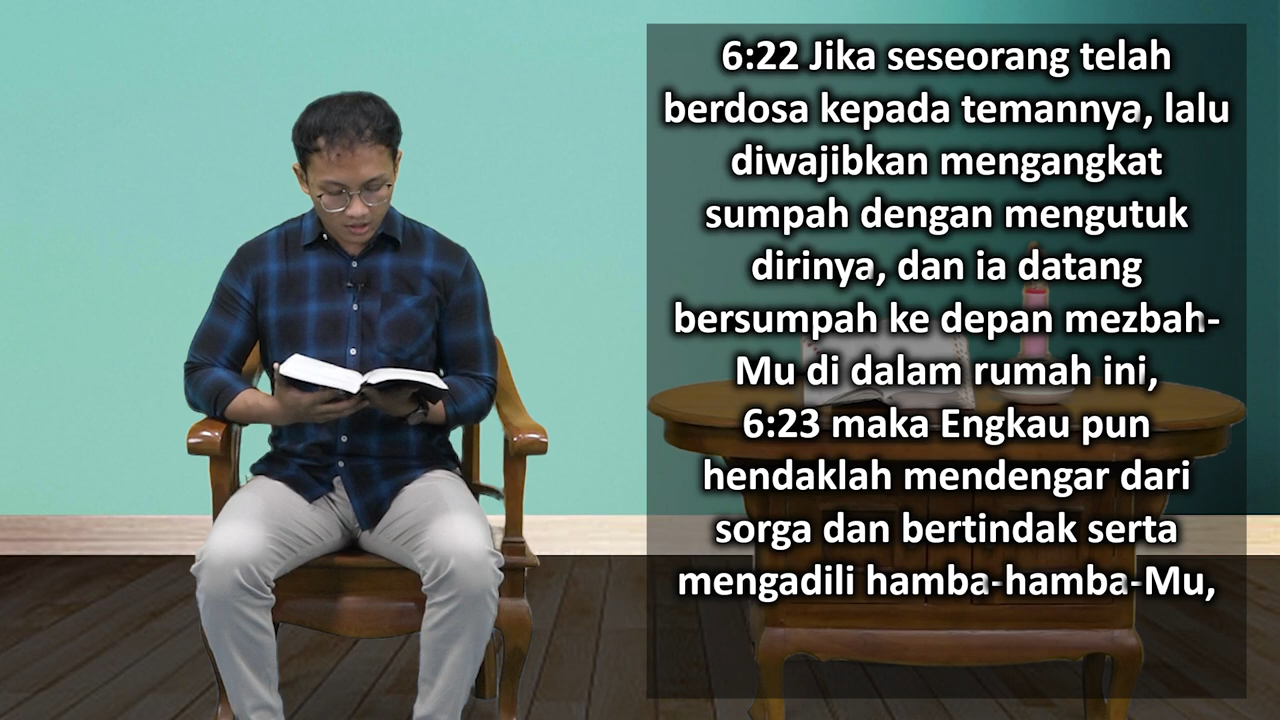 6:22 Jika seseorang telah
berdosa kepada temannya, lalu
diwajibkan mengangkat
sumpah dengan mengutuk
dirinya, dan ia datang
bersumpah ke depan mezbah-
Mu di dalam rumah ini,
6:23 maka Engkau pun
hendaklah mendengar dari
sorga dan bertindak serta
mengadili hamba-hamba-Mu,